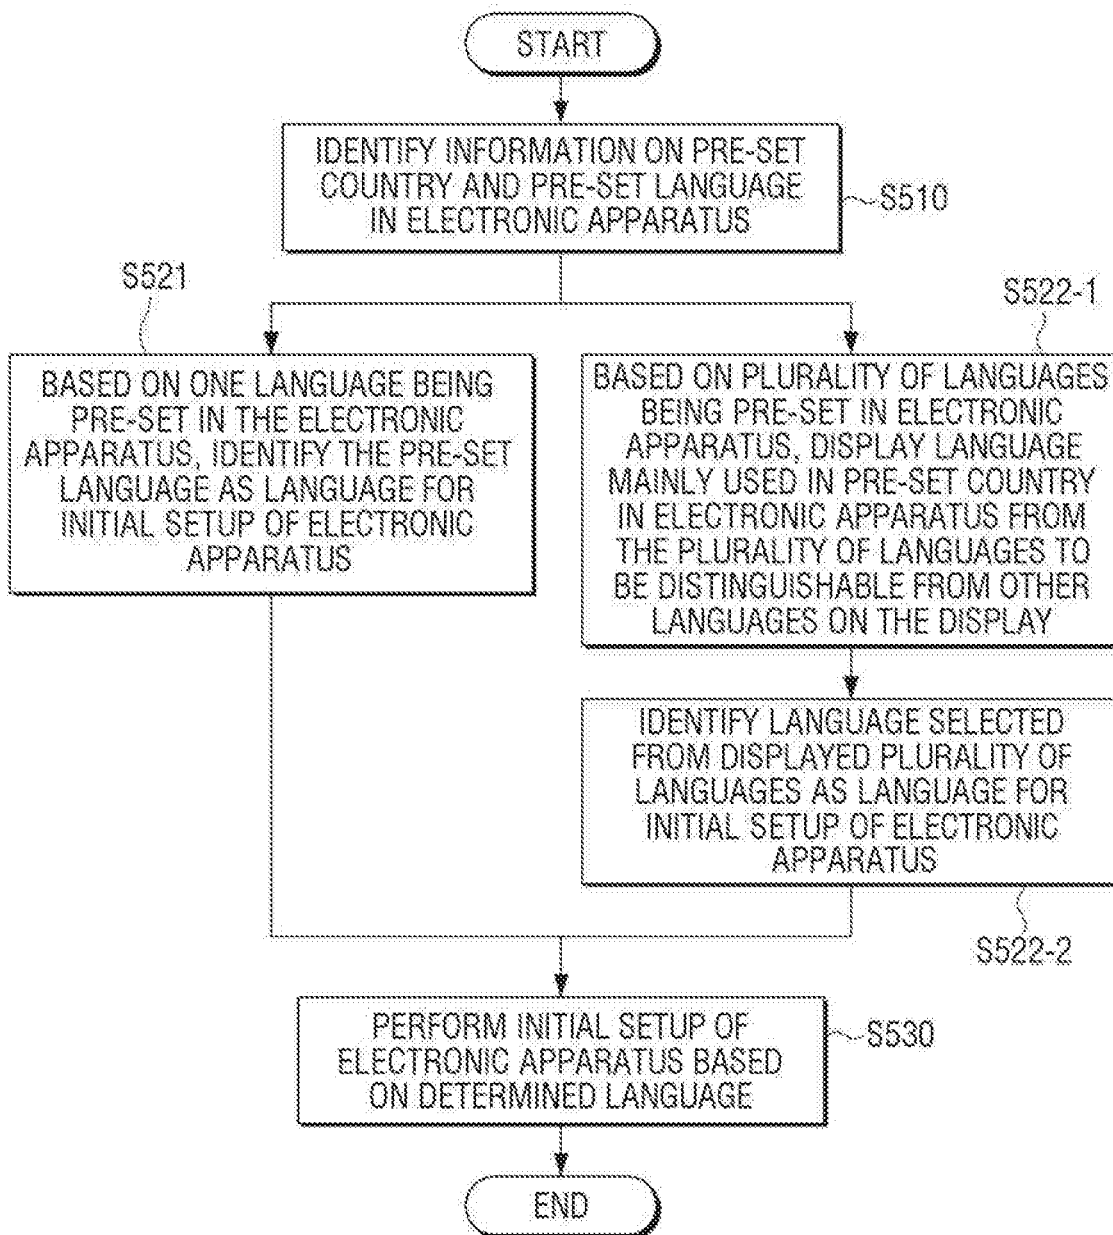 START
IDENTIFY INFORMATION ON PRE-SET
COUNTRY AND PRE-SET LANGUAGE
IN ELECTRONIC APPARATUS
S510
S521
BASED ON ONE LANGUAGE BEING
PRE-SET IN THE ELECTRONIC
APPARATUS, IDENTIFY THE PRE-SET
LANGUAGE AS LANGUAGE FOR
INITIAL SETUP OF ELECTRONIC
APPARATUS
S522-1
BASED ON PLURALITY OF LANGUAGES
BEING PRE-SET IN ELECTRONIC
APPARATUS, DISPLAY LANGUAGE
MAINLY USED IN PRE-SET COUNTRY
IN ELECTRONIC APPARATUS FROM
THE PLURALITY OF LANGUAGES TO
BE DISTINGUISHABLE FROM OTHER
LANGUAGES ON THE DISPLAY
IDENTIFY LANGUAGE SELECTED
FROM DISPLAYED PLURALITY OF
LANGUAGES AS LANGUAGE FOR
INITIAL SETUP OF ELECTRONIC
APPARATUS
S522-2
PERFORM INITIAL SETUP OF
ELECTRONIC APPARATUS BASED
ON DETERMINED LANGUAGE
S530
END